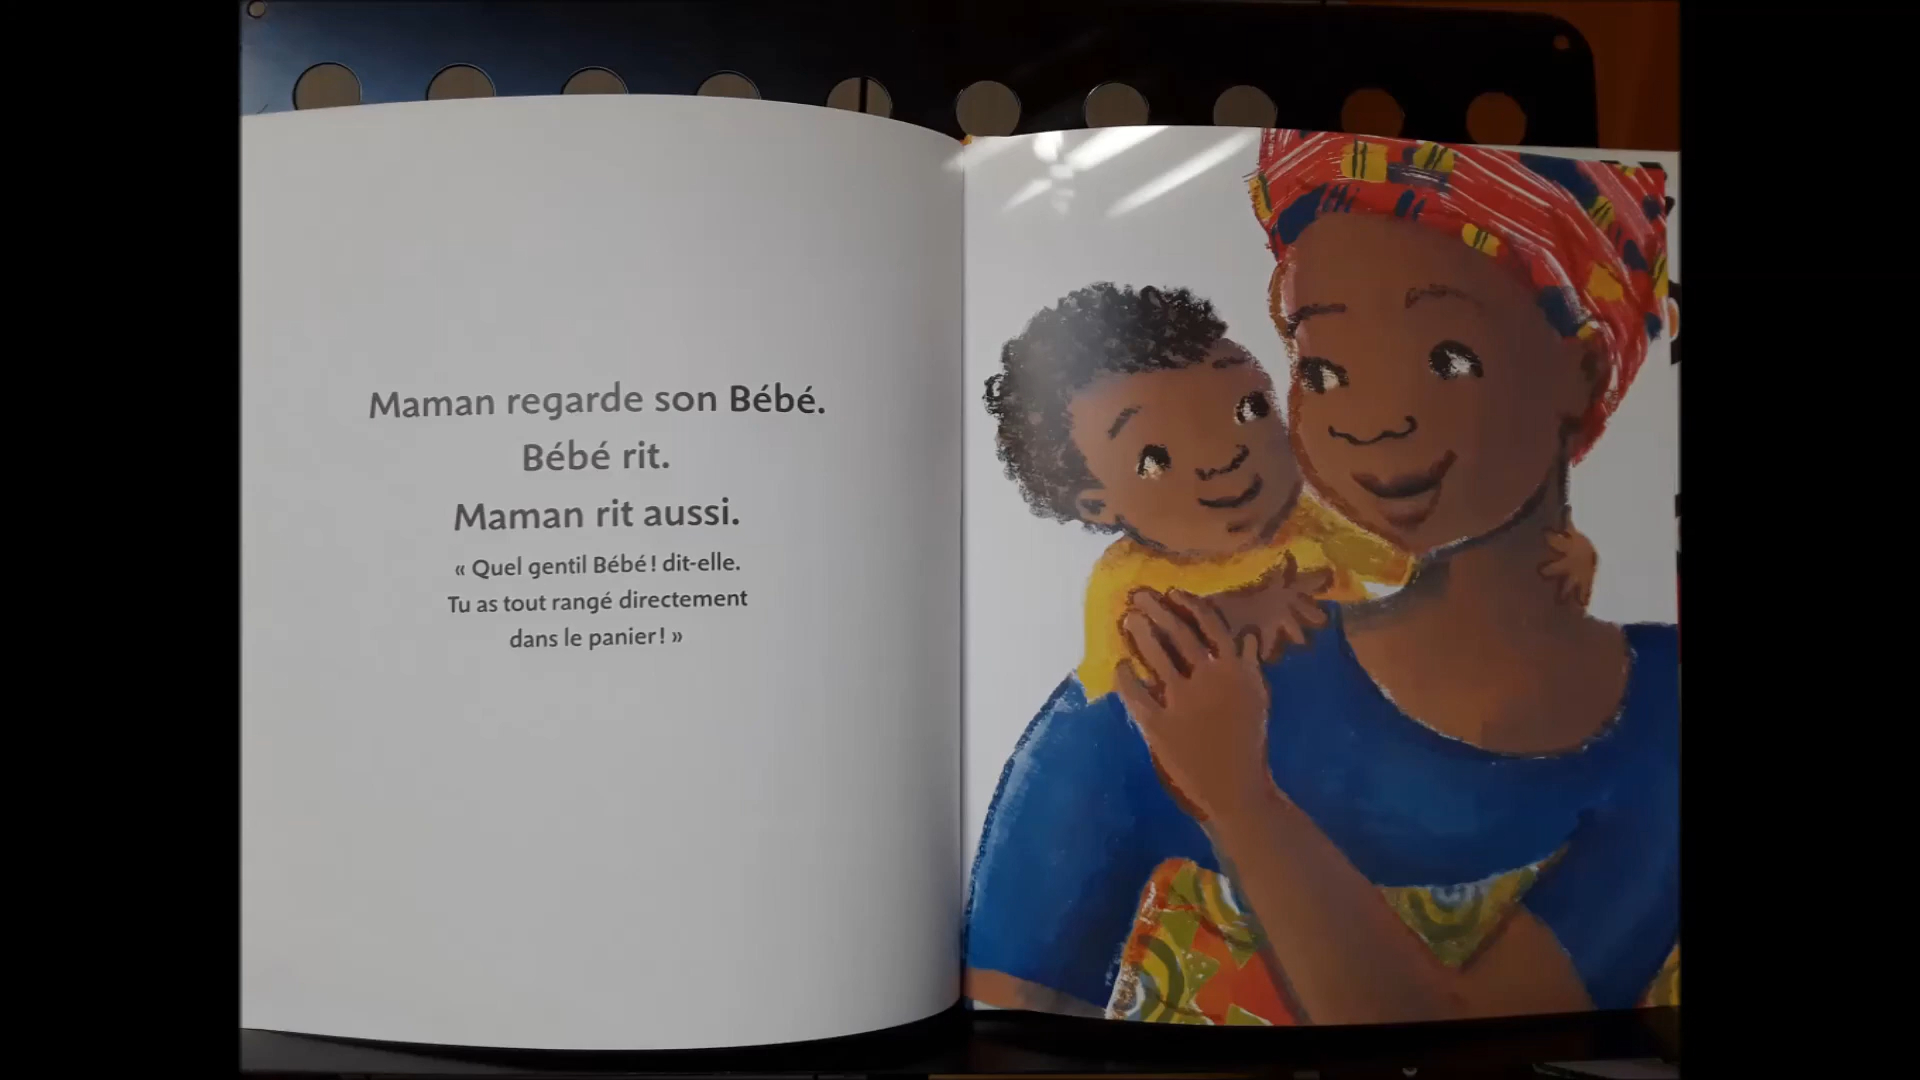 Maman regarde son Bébé.
Bébé rit.
Maman rit aussi.
« Quel gentil Bébé ! dit-elle.
Tu as tout rangé directement
dans le panier ! »